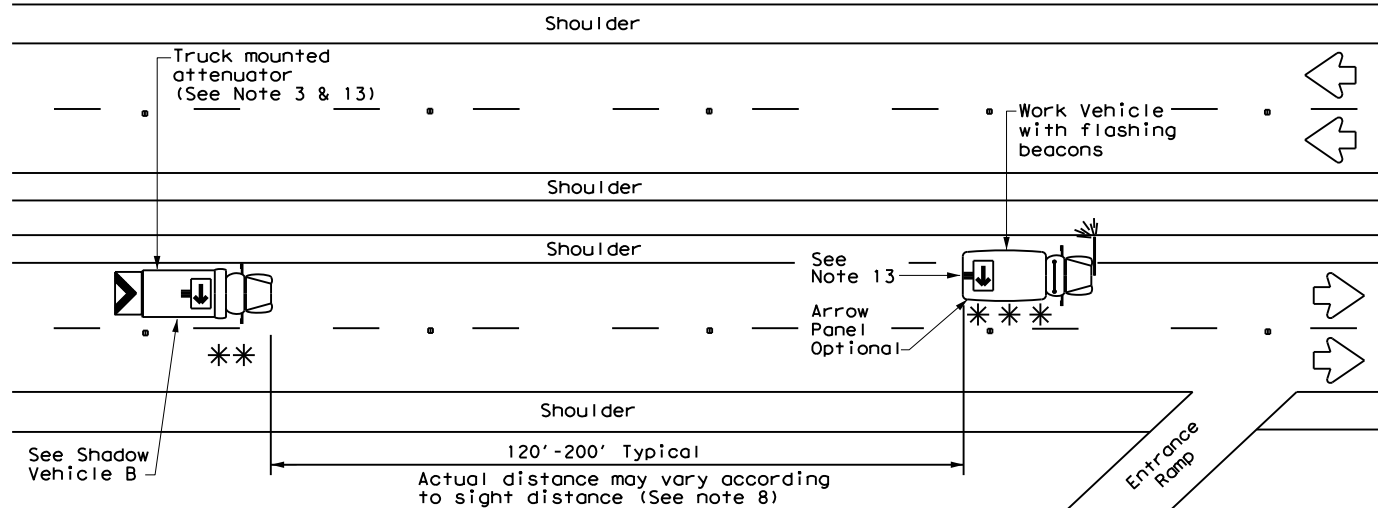 Shoulder
Truck mounted
attenuator
(See Note 3 & 13)
Work Vehicle
with flashing
beacons
Shoulder
Shoulder
See
Note 13
Arrow
Panel
Optional
Shoulder
See Shadow
Vehicle B
120'-200' Typical
Actual distance may vary according
to sight distance (See note 8)
Entrance
Ramp